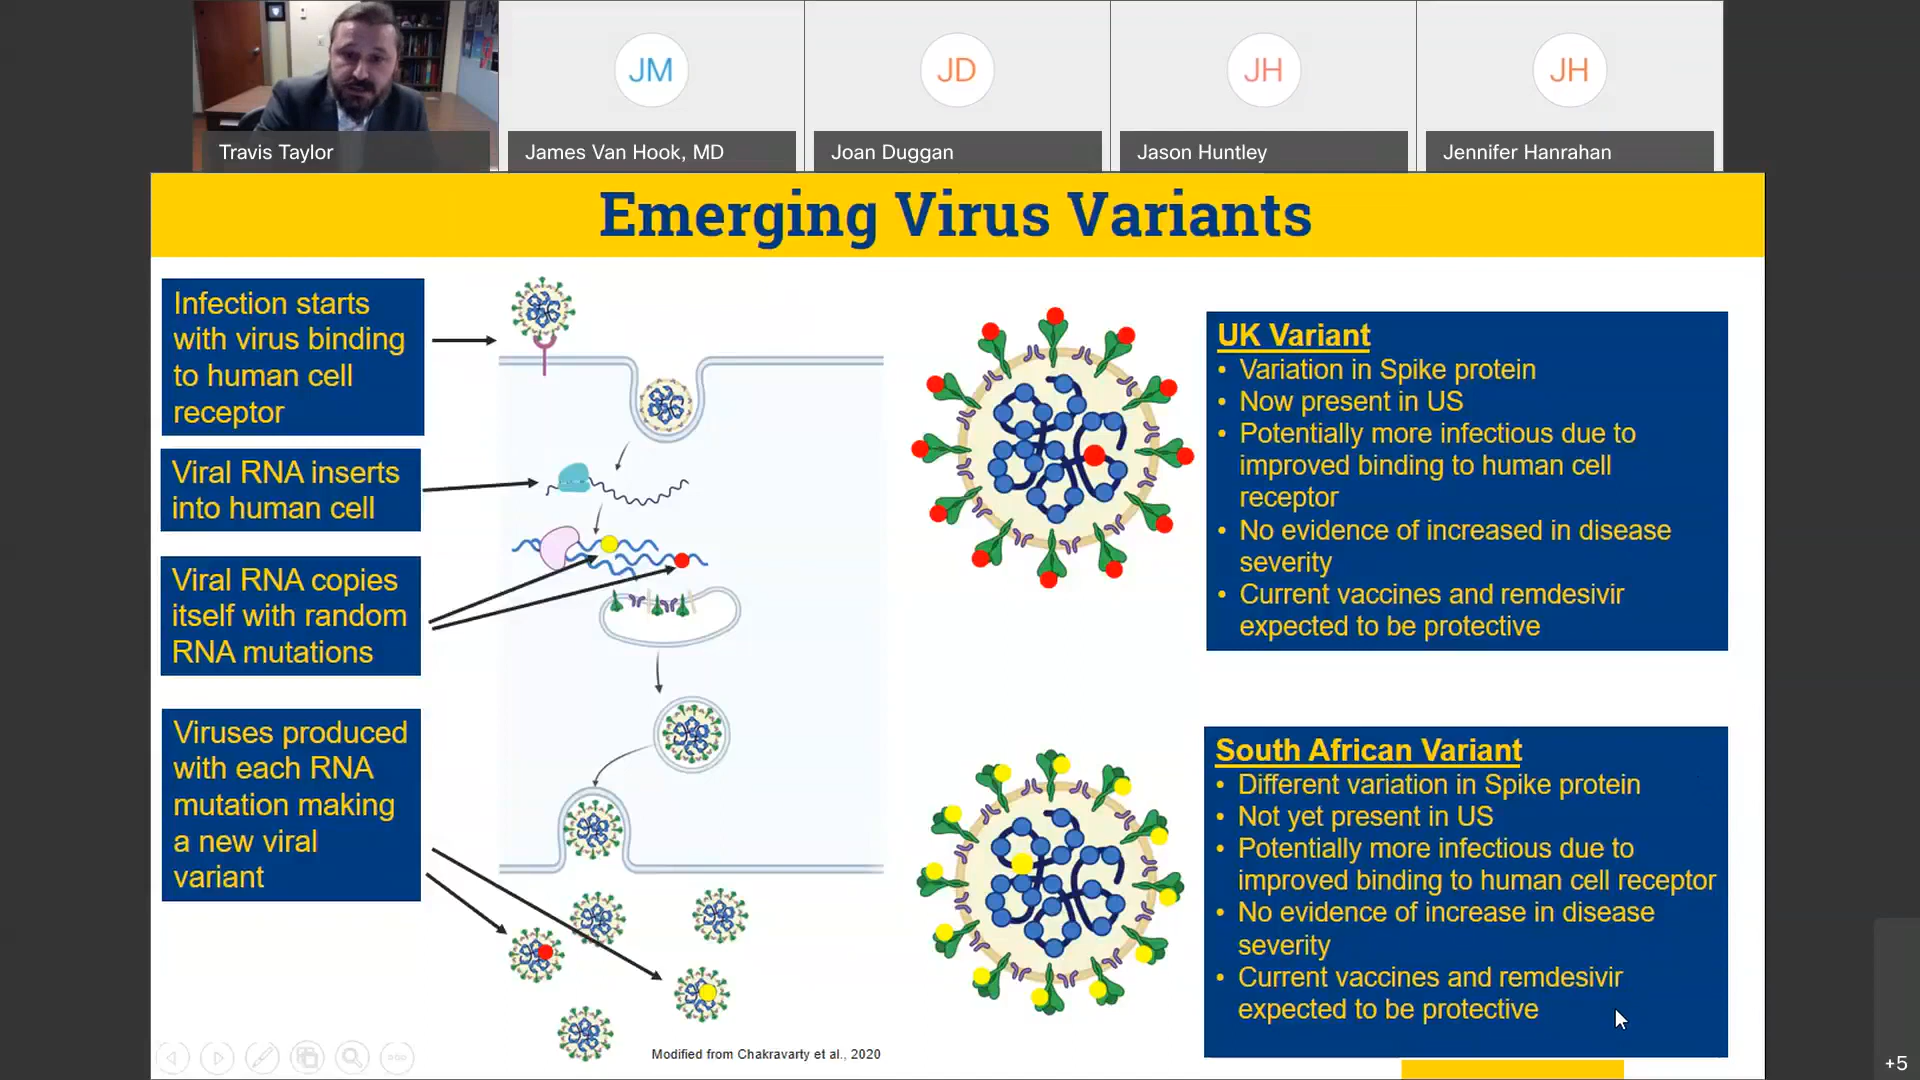 JM
JD
JH
JH
Travis Taylor
James Van Hook, MD
Joan Duggan
Jason Huntley
Jennifer Hanrahan
Emerging Virus Variants
Infection starts
with virus binding
to human cell
receptor
Viral RNA inserts
into human cell
Viral RNA copies
itself with random
RNA mutations
Viruses produced
with each RNA
mutation making
a new viral
variant
Modified from Chakravarty et al., 2020
UK Variant
• Variation in Spike protein
• Now present in US
• Potentially more infectious due to
improved binding to human cell
receptor
• No evidence of increased in disease
severity
• Current vaccines and remdesivir
expected to be protective
South African Variant
• Different variation in Spike protein
• Not yet present in US
• Potentially more infectious due to
improved binding to human cell receptor
• No evidence of increase in disease
severity
• Current vaccines and remdesivir
expected to be protective
+5